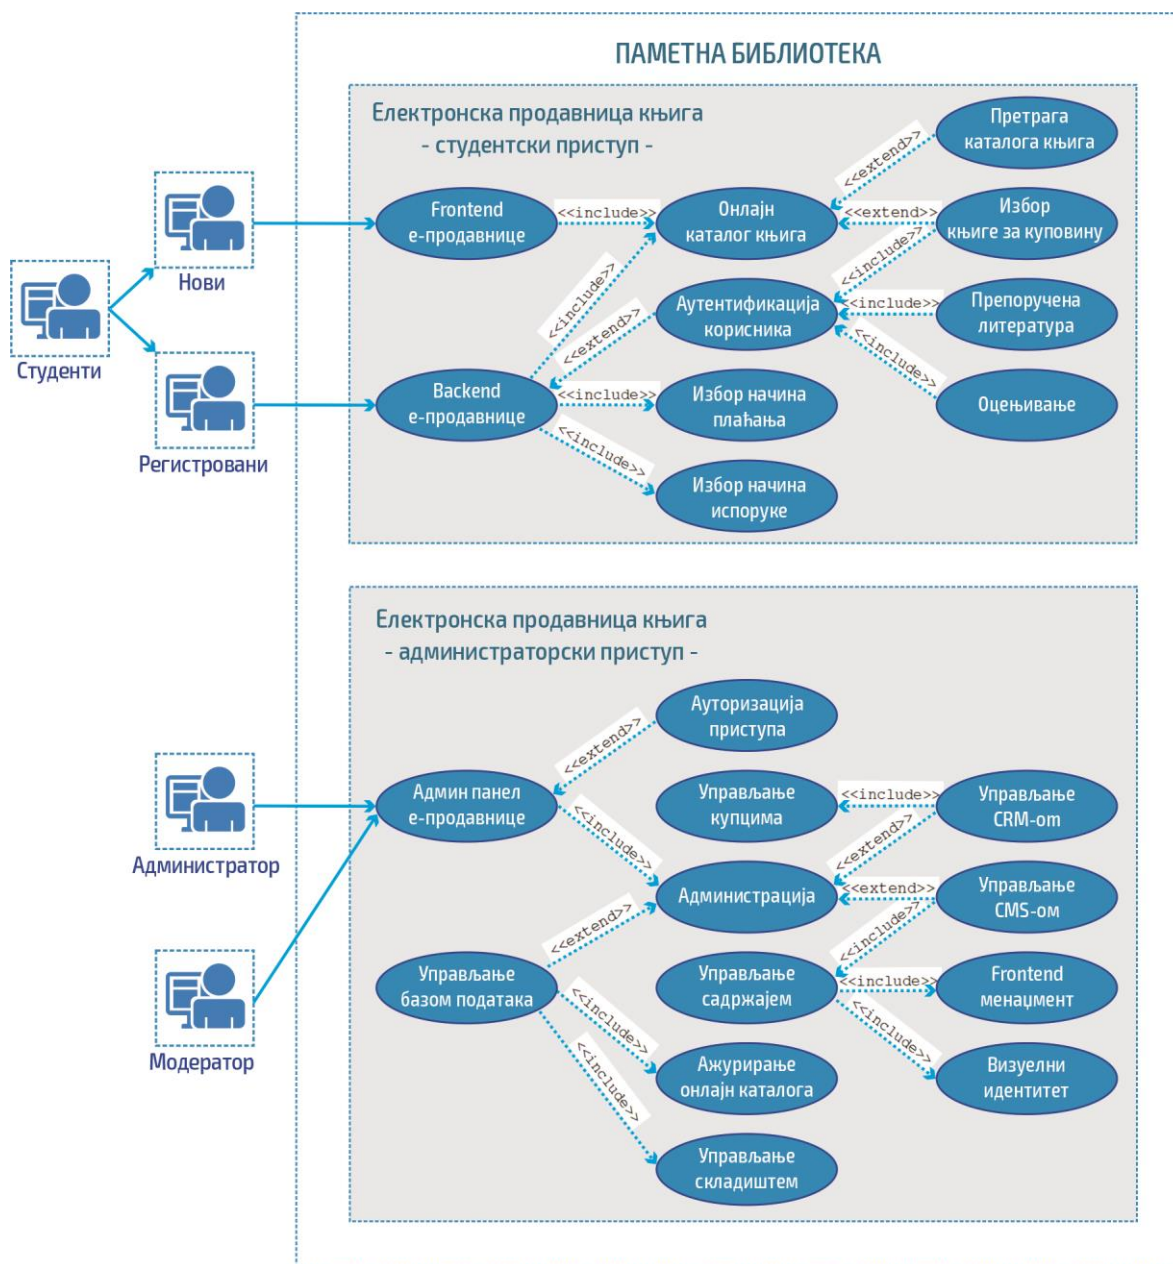 ПАМЕТНА БИБЛИОТЕКА
Електронска продавница књига
- студентски приступ -
Претрага
каталога књига
<<extend>>
Frontend
е-продавнице
<<include>>
Онлајн
каталог књига
<<extend>>
Избор
књиге за куповину
Нови
<<include>>
<<include>>
Студенти
Аутентификација
корисника
<<include>>
Препоручена
литература
<<extend>>
<<include>>
Backend
е-продавнице
<<include>>
Избор начина
плаћања
Оцењивање
Регистровани
<<include>>
Избор начина
испоруке
Електронска продавница књига
- администраторски приступ -
Ауторизација
приступа
<<extend>>
Админ панел
е-продавнице
Управљање
купцима
<<include>>
Управљање
CRM-om
Администратор
<<include>>
<<extend>>
Администрација
<<extend>>
Управљање
CMS-ом
<<extend>>
<<include>>
Управљање
базом података
Управљање
садржајем
<<include>>
Frontend
менаџмент
Модератор
<<include>>
<<include>>
<<include>>
Ажурирање
онлајн каталога
Визуелни
идентитет
Управљање
складиштем